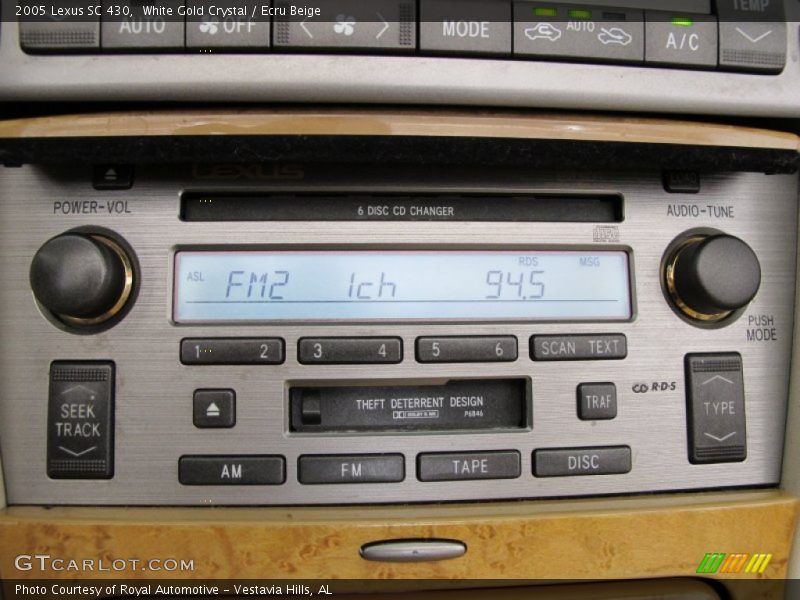 2005 Lexus SC 430, White Gold Crystal / Ecru Beige
TEMP
AUTO
OFF
MODE
AUTO
A/C
LEXUS
LOAD
POWER-VOL
6 DISC CD CHANGER
AUDIO-TUNE
ASL
RDS
MSG
FM2 1ch 94.5
PUSH
MODE
1 2
3 4
5 6
SCAN TEXT
SEEK
TRACK
THEFT DETERRENT DESIGN
P6846
TRAF
R·D·S
TYPE
AM
FM
TAPE
DISC
GTCARLOT.COM
Photo Courtesy of Royal Automotive - Vestavia Hills, AL